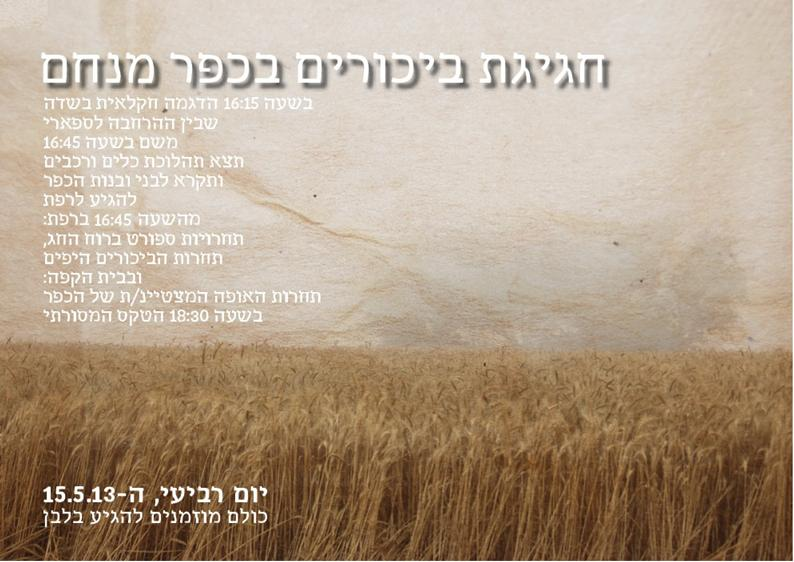 חגיגת ביכורים בכפר מנחם
בשעה 16:15 הדגמה חקלאית בשדה
שבין ההרחבה לספארי
משם בשעה 16:45
תצא תהלוכת כלים ורכבים
ותקרא לבני ובנות הכפר
להגיע לרפת
מהשעה 16:45 ברפת:
תחרויות ספורט ברוח החג,
תחרות הביכורים היפים
ובבית הקפה:
תחרות האופה המצטיינ/ת של הכפר
בשעה 18:30 הטקס המסורתי
יום רביעי, ה-15.5.13
כולם מוזמנים להגיע בלבן